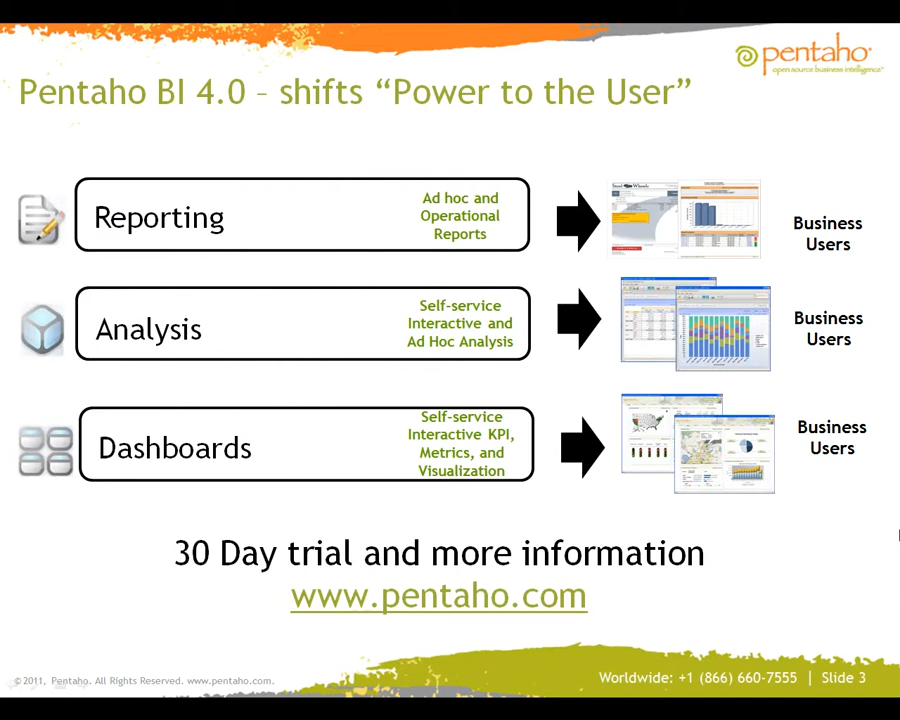 pentaho
open source business intelligence
Pentaho BI 4.0 – shifts “Power to the User”
Reporting
Ad hoc and
Operational
Reports
Business
Users
Analysis
Self-service
Interactive and
Ad Hoc Analysis
Business
Users
Dashboards
Self-service
Interactive KPI,
Metrics, and
Visualization
Business
Users
30 Day trial and more information
www.pentaho.com
©2011, Pentaho. All Rights Reserved. www.pentaho.com.
Worldwide: +1 (866) 660-7555 | Slide 3